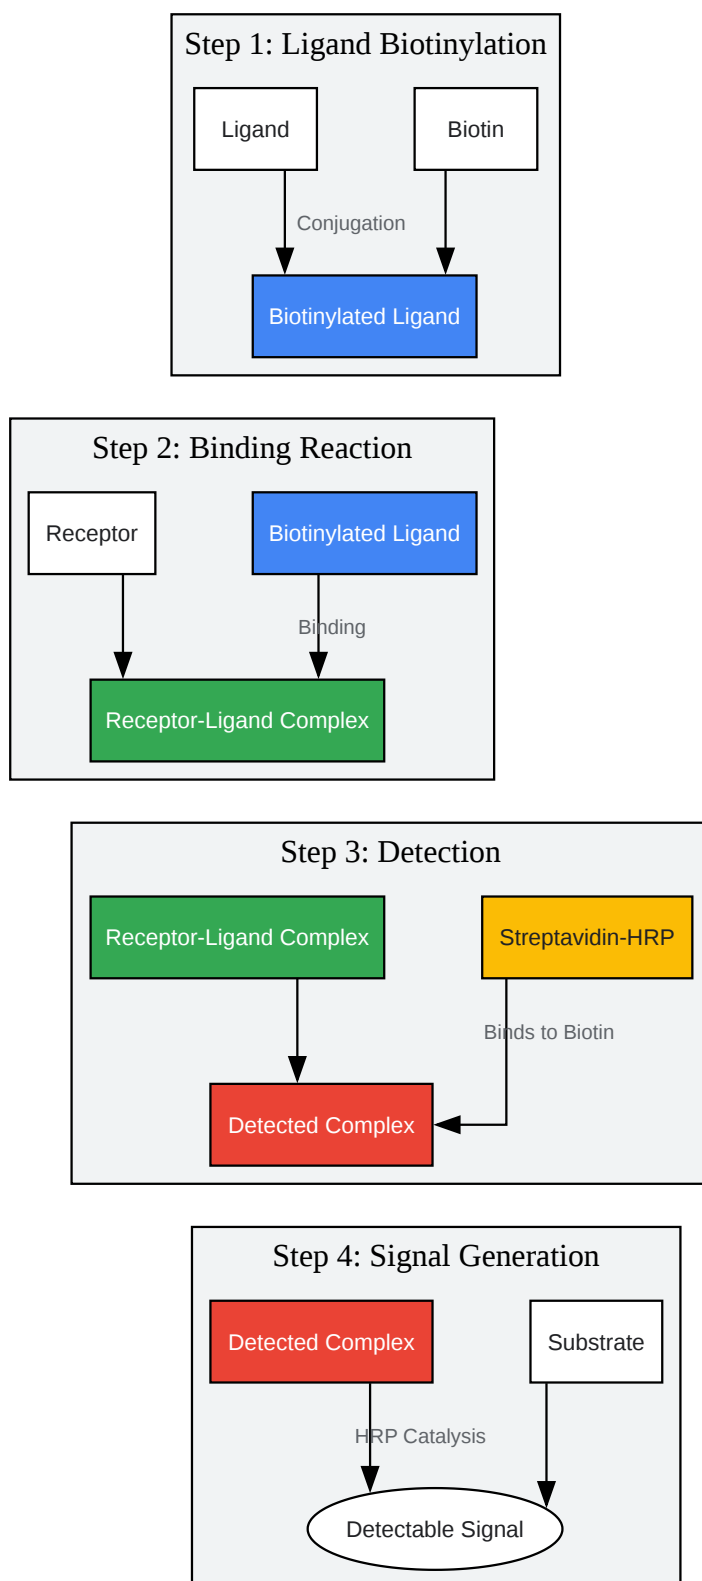 Step 1: Ligand Biotinylation
Ligand
Biotin
Conjugation
Biotinylated Ligand
Step 2: Binding Reaction
Receptor
Biotinylated Ligand
Binding
Receptor-Ligand Complex
Step 3: Detection
Receptor-Ligand Complex
Streptavidin-HRP
Binds to Biotin
Detected Complex
Step 4: Signal Generation
Detected Complex
Substrate
HRP Catalysis
Detectable Signal